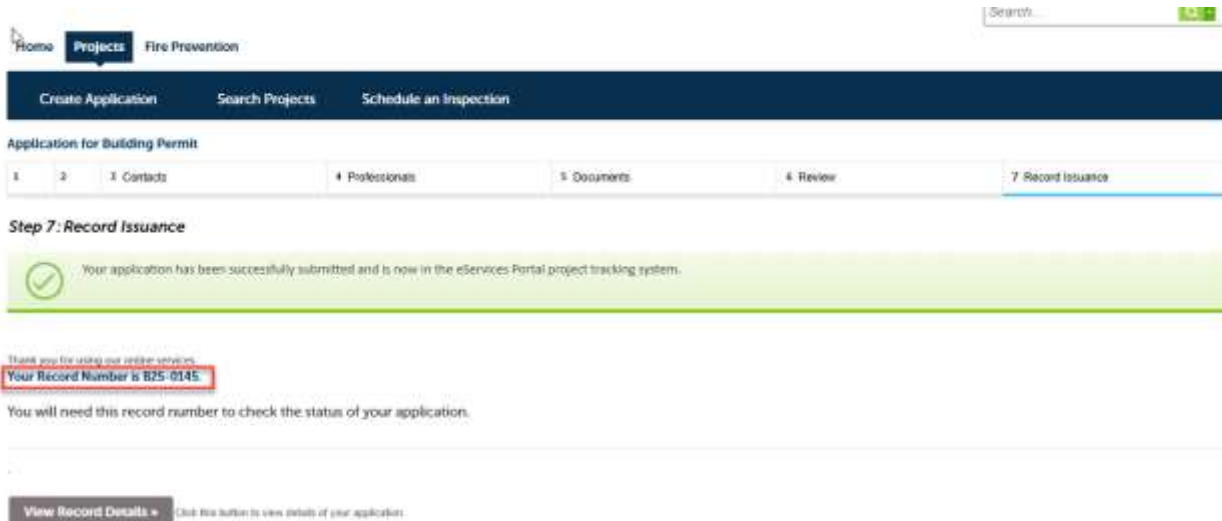 Search...
Home Projects Fire Prevention
Create Application Search Projects Schedule an Inspection
Application for Building Permit
1 2 3 Contacts 4 Professionals 5 Documents 6 Review 7 Record Issuance
Step 7: Record Issuance
Your application has been successfully submitted and is now in the eServices Portal project tracking system.
Thank you for using our online services.
Your Record Number is B25-0145.
You will need this record number to check the status of your application.
View Record Details » Click this button to view details of your application.